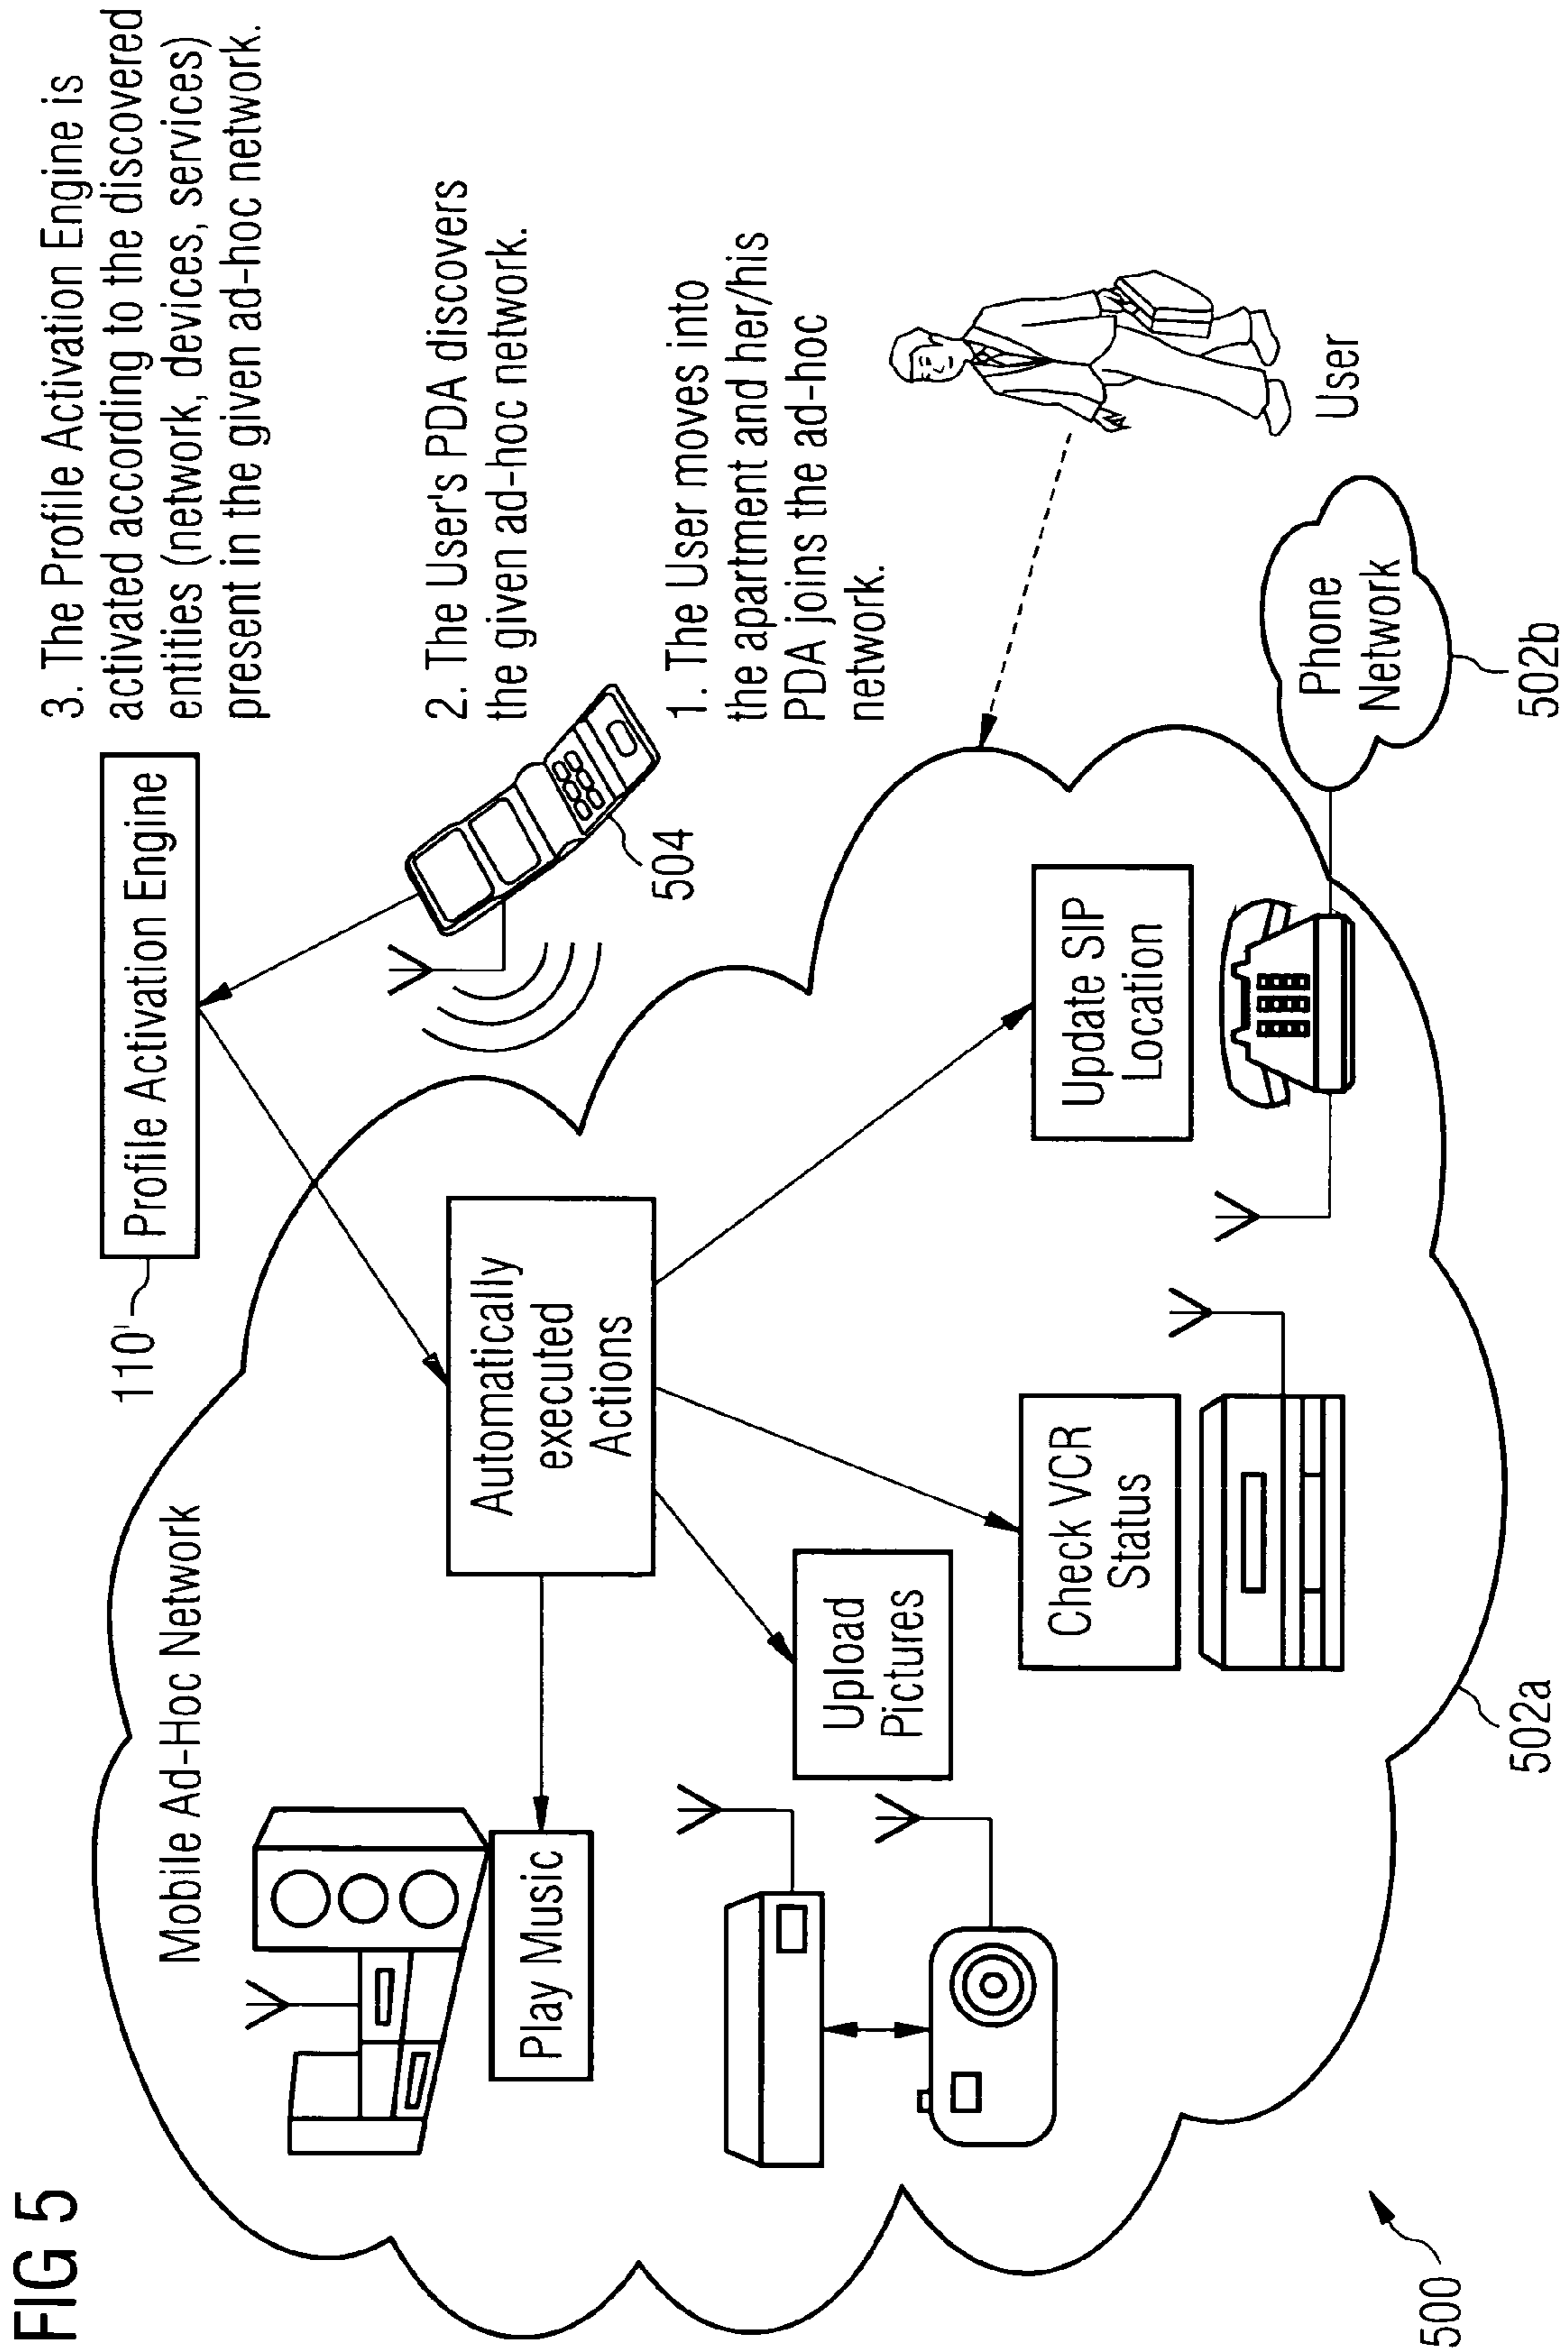 FIG 5
3. The Profile Activation Engine is
activated according to the discovered
entities (network, devices, services)
present in the given ad-hoc network.
Profile Activation Engine
110'
2. The User's PDA discovers
the given ad-hoc network.
504
1. The User moves into
the apartment and her/his
PDA joins the ad-hoc
network.
User
Mobile Ad-Hoc Network
Automatically
executed
Actions
Play Music
Upload
Pictures
Check VCR
Status
Update SIP
Location
Phone
Network
502b
502a
500